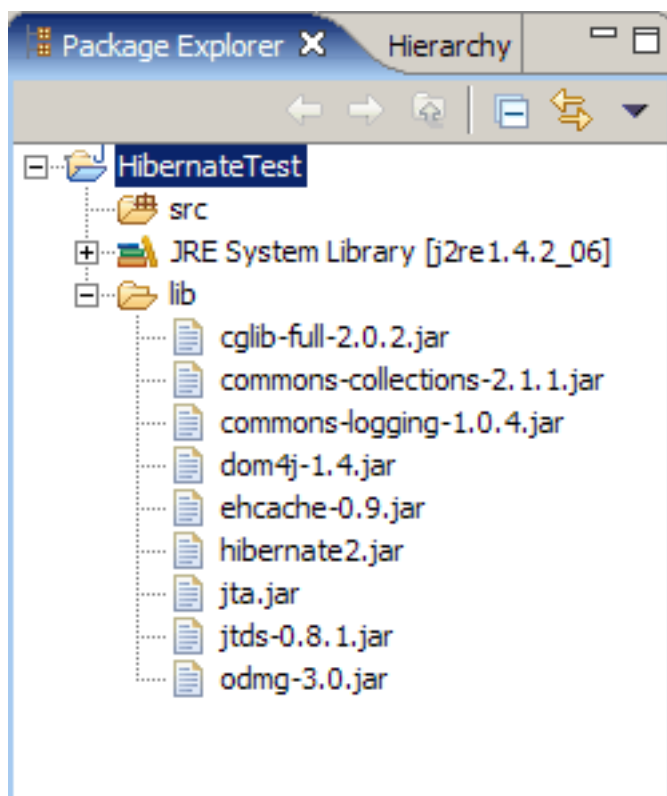 Package Explorer Hierarchy
HibernateTest
src
JRE System Library [j2re1.4.2_06]
lib
cglib-full-2.0.2.jar
commons-collections-2.1.1.jar
commons-logging-1.0.4.jar
dom4j-1.4.jar
ehcache-0.9.jar
hibernate2.jar
jta.jar
jtds-0.8.1.jar
odmg-3.0.jar